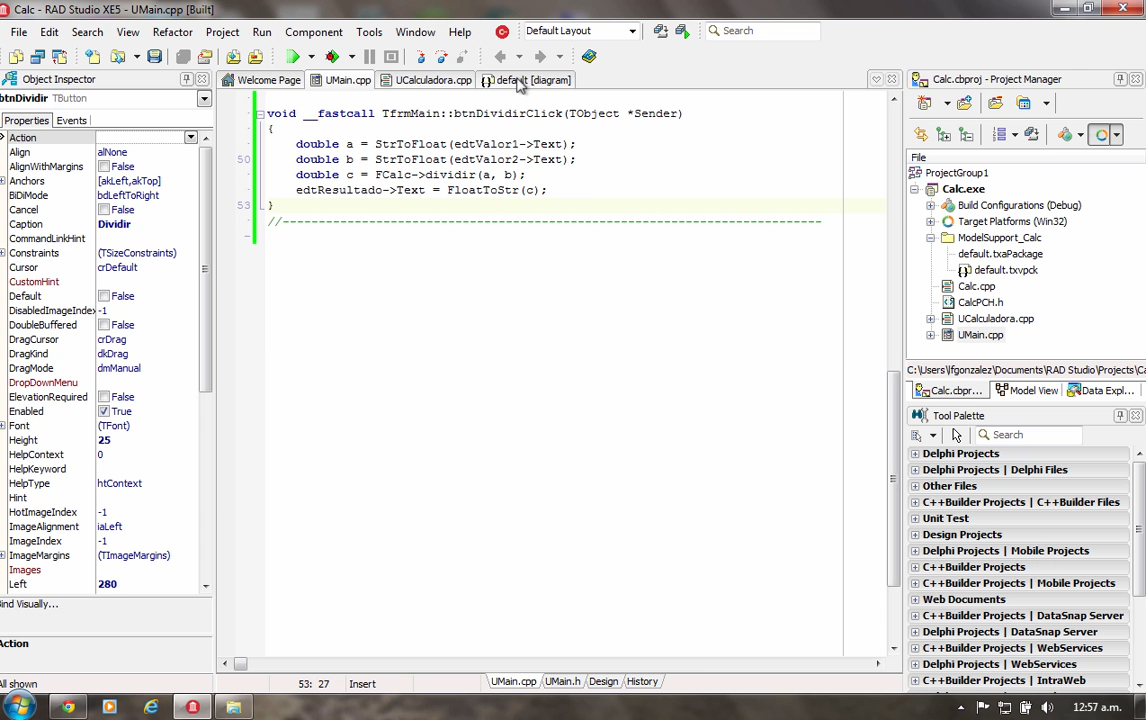 Calc - RAD Studio XE5 - UMain.cpp [Built]
File Edit Search View Refactor Project Run Component Tools Window Help
Default Layout
Search
Object Inspector
Welcome Page
UMain.cpp
UCalculadora.cpp
default [diagram]
Calc.cbproj - Project Manager
btnDividir TButton
Properties Events
Action
Align alNone
AlignWithMargins False
Anchors [akLeft,akTop]
BiDiMode bdLeftToRight
Cancel False
Caption Dividir
CommandLinkHint
Constraints (TSizeConstraints)
Cursor crDefault
CustomHint
Default False
DisabledImageIndex -1
DoubleBuffered False
DragCursor crDrag
DragKind dkDrag
DragMode dmManual
DropDownMenu
ElevationRequired False
Enabled True
Font (TFont)
Height 25
HelpContext 0
HelpKeyword
HelpType htContext
Hint
HotImageIndex -1
ImageAlignment iaLeft
ImageIndex -1
ImageMargins (TImageMargins)
Images
Left 280
Bind Visually...
Action
All shown
void __fastcall TfrmMain::btnDividirClick(TObject *Sender)
{
double a = StrToFloat(edtValor1->Text);
50 double b = StrToFloat(edtValor2->Text);
double c = FCalc->dividir(a, b);
edtResultado->Text = FloatToStr(c);
53 }
//---------------------------------------------------------------------------
53: 27 Insert
UMain.cpp UMain.h Design History
File
ProjectGroup1
Calc.exe
Build Configurations (Debug)
Target Platforms (Win32)
ModelSupport_Calc
default.txaPackage
default.txvpck
Calc.cpp
CalcPCH.h
UCalculadora.cpp
UMain.cpp
C:\Users\lfgonzalez\Documents\RAD Studio\Projects\Ca
Calc.cbpr... Model View Data Expl...
Tool Palette
Search
Delphi Projects
Delphi Projects | Delphi Files
Other Files
C++Builder Projects | C++Builder Files
Unit Test
Design Projects
Delphi Projects | Mobile Projects
C++Builder Projects
C++Builder Projects | Mobile Projects
Web Documents
C++Builder Projects | DataSnap Server
Delphi Projects | DataSnap Server
C++Builder Projects | WebServices
Delphi Projects | WebServices
C++Builder Projects | IntraWeb
12:57 a.m.